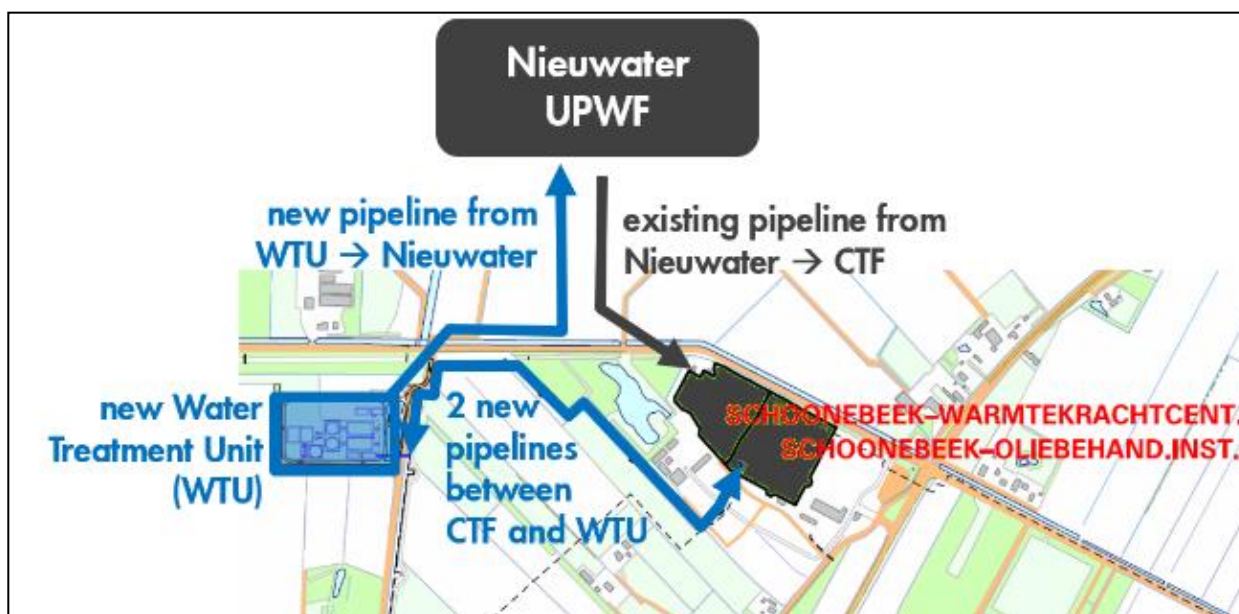 Nieuwater
UPWF
new pipeline from
WTU → Nieuwater
existing pipeline from
Nieuwater → CTF
new Water
Treatment Unit
(WTU)
2 new
pipelines
between
CTF and WTU
SCHOONEBEEK-WARMTEKRACHTCENT.
SCHOONEBEEK-OLIEBEHAND.INST.